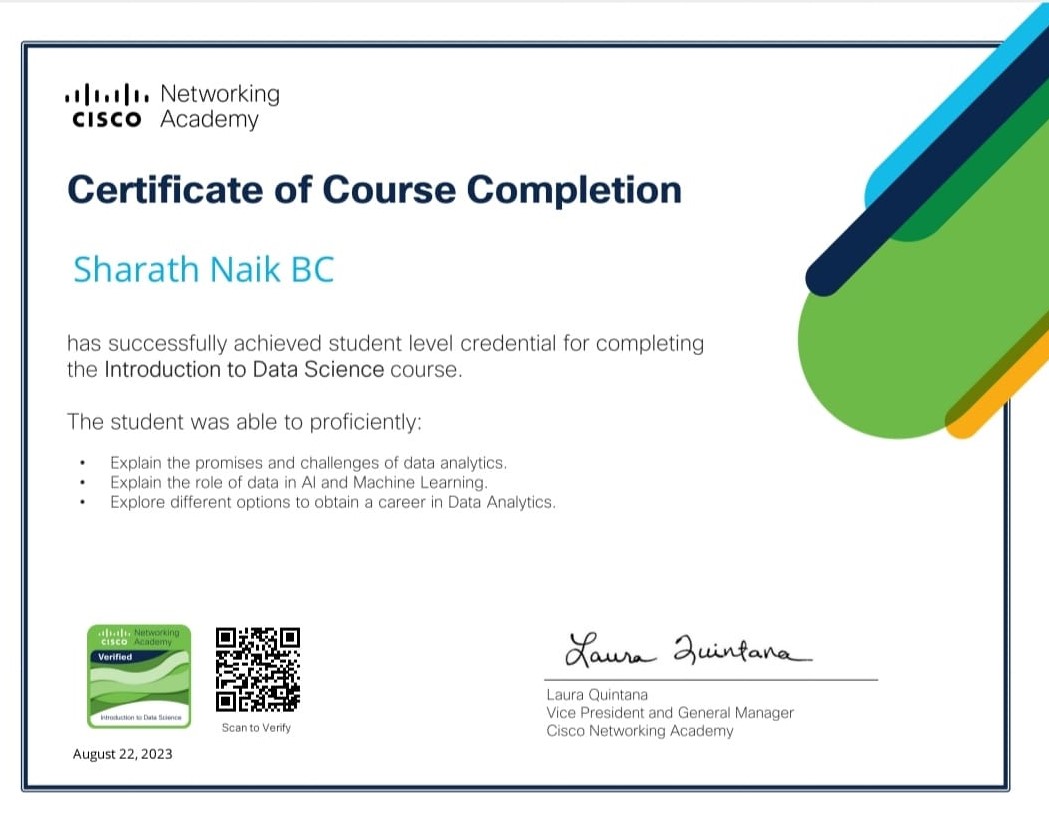 Networking
CISCO Academy
Certificate of Course Completion
Sharath Naik BC
has successfully achieved student level credential for completing
the Introduction to Data Science course.
The student was able to proficiently:
• Explain the promises and challenges of data analytics.
• Explain the role of data in AI and Machine Learning.
• Explore different options to obtain a career in Data Analytics.
Networking
CISCO Academy
Verified
Introduction to Data Science
Scan to Verify
August 22, 2023
Laura Quintana
Laura Quintana
Vice President and General Manager
Cisco Networking Academy